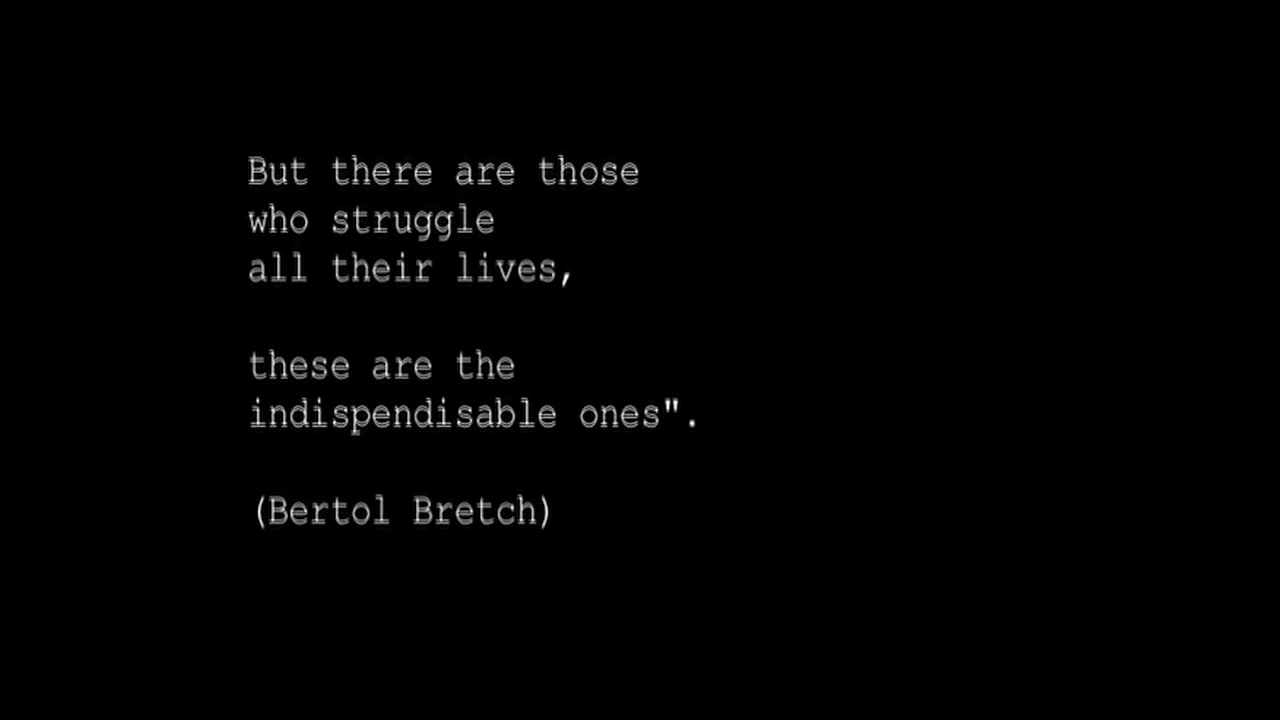 But there are those
who struggle
all their lives,
these are the
indispendisable ones".
(Bertol Bretch)